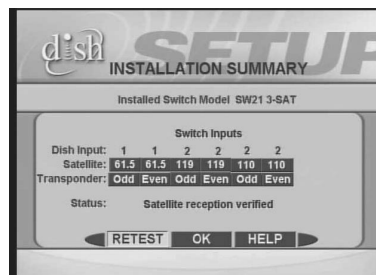 dish
SETUP
INSTALLATION SUMMARY
Installed Switch Model SW21 3-SAT
Switch Inputs
Dish Input: 1 1 2 2 2 2
Satellite: 61.5 61.5 119 119 110 110
Transponder: Odd Even Odd Even Odd Even
Status: Satellite reception verified
RETEST OK HELP